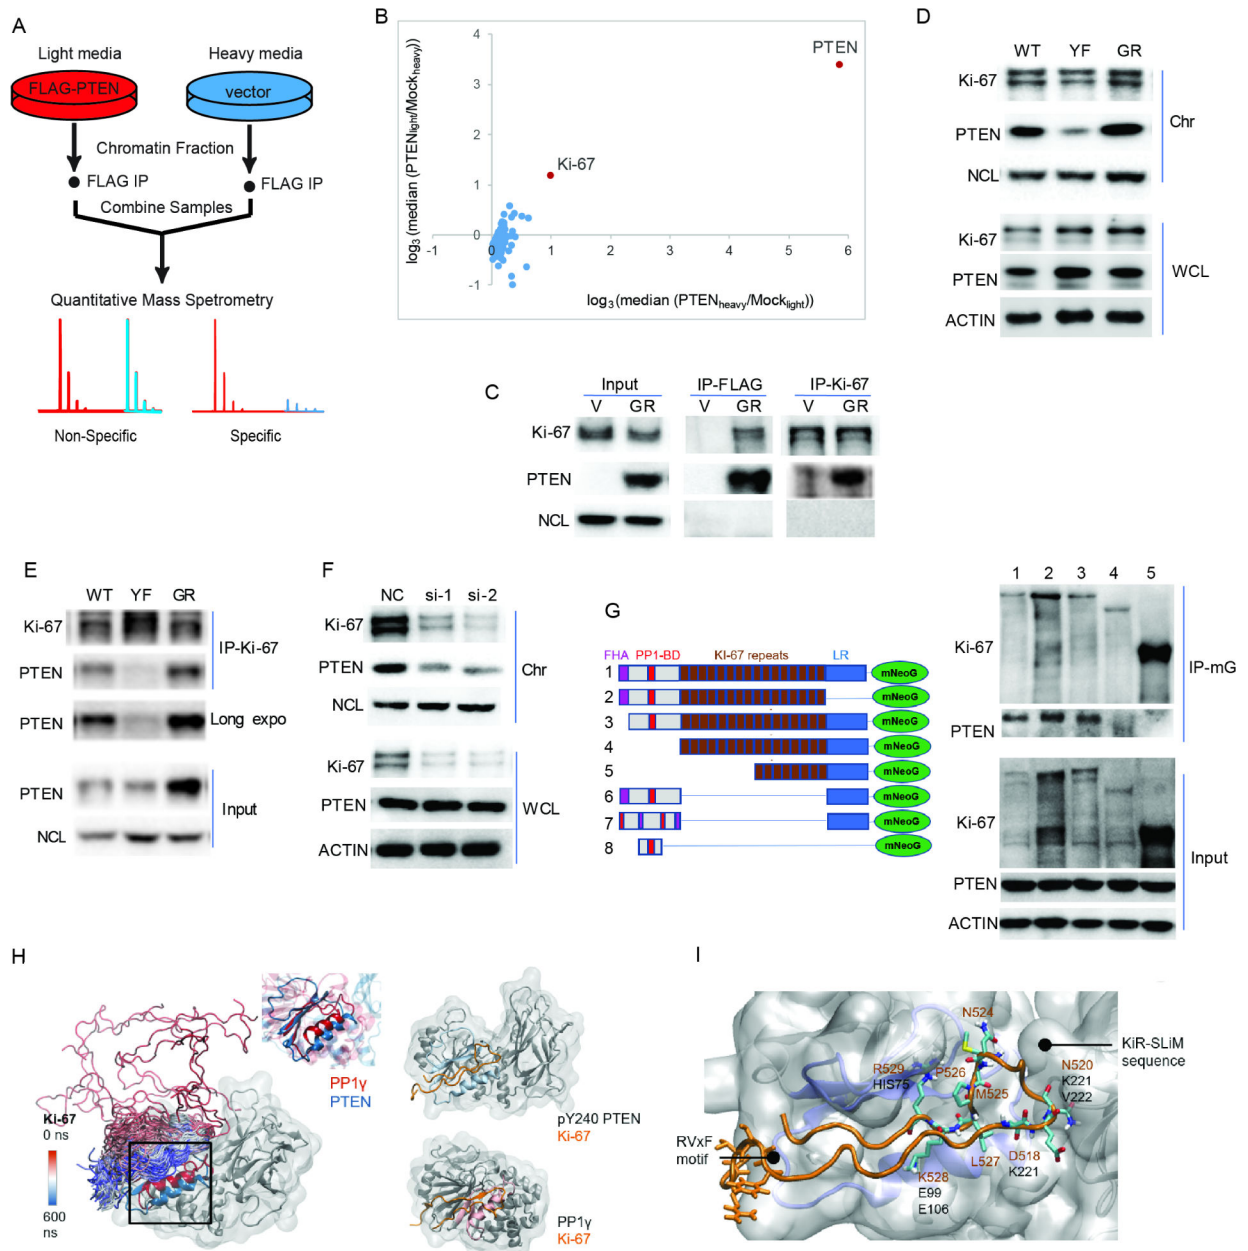 A
Light media
Heavy media
FLAG-PTEN
vector
Chromatin Fraction
FLAG IP
FLAG IP
Combine Samples
Quantitative Mass Spetrometry
Non-Specific
Specific
B
log3(median (PTENlight/Mockheavy))
4
3
2
1
0
-1
-1
0
1
2
3
4
5
6
PTEN
Ki-67
log3(median (PTENheavy/Mocklight))
C
Input
IP-FLAG
IP-Ki-67
V
GR
V
GR
V
GR
Ki-67
PTEN
NCL
D
WT
YF
GR
Ki-67
PTEN
NCL
Chr
Ki-67
PTEN
ACTIN
WCL
E
WT
YF
GR
Ki-67
PTEN
IP-Ki-67
PTEN
Long expo
PTEN
NCL
Input
F
NC
si-1
si-2
Ki-67
PTEN
NCL
Chr
Ki-67
PTEN
ACTIN
WCL
G
FHA
PP1-BD
KI-67 repeats
LR
1
mNeoG
2
mNeoG
3
mNeoG
4
mNeoG
5
mNeoG
6
mNeoG
7
mNeoG
8
mNeoG
1
2
3
4
5
Ki-67
PTEN
IP-mG
Ki-67
PTEN
ACTIN
Input
H
Ki-67
0 ns
600
ns
PP1γ
PTEN
pY240 PTEN
Ki-67
PP1γ
Ki-67
I
N524
KiR-SLiM
sequence
R529
HIS75
P526
M525
N520
K221
V222
RVxF
motif
K528
E99
E106
L527
D518
K221